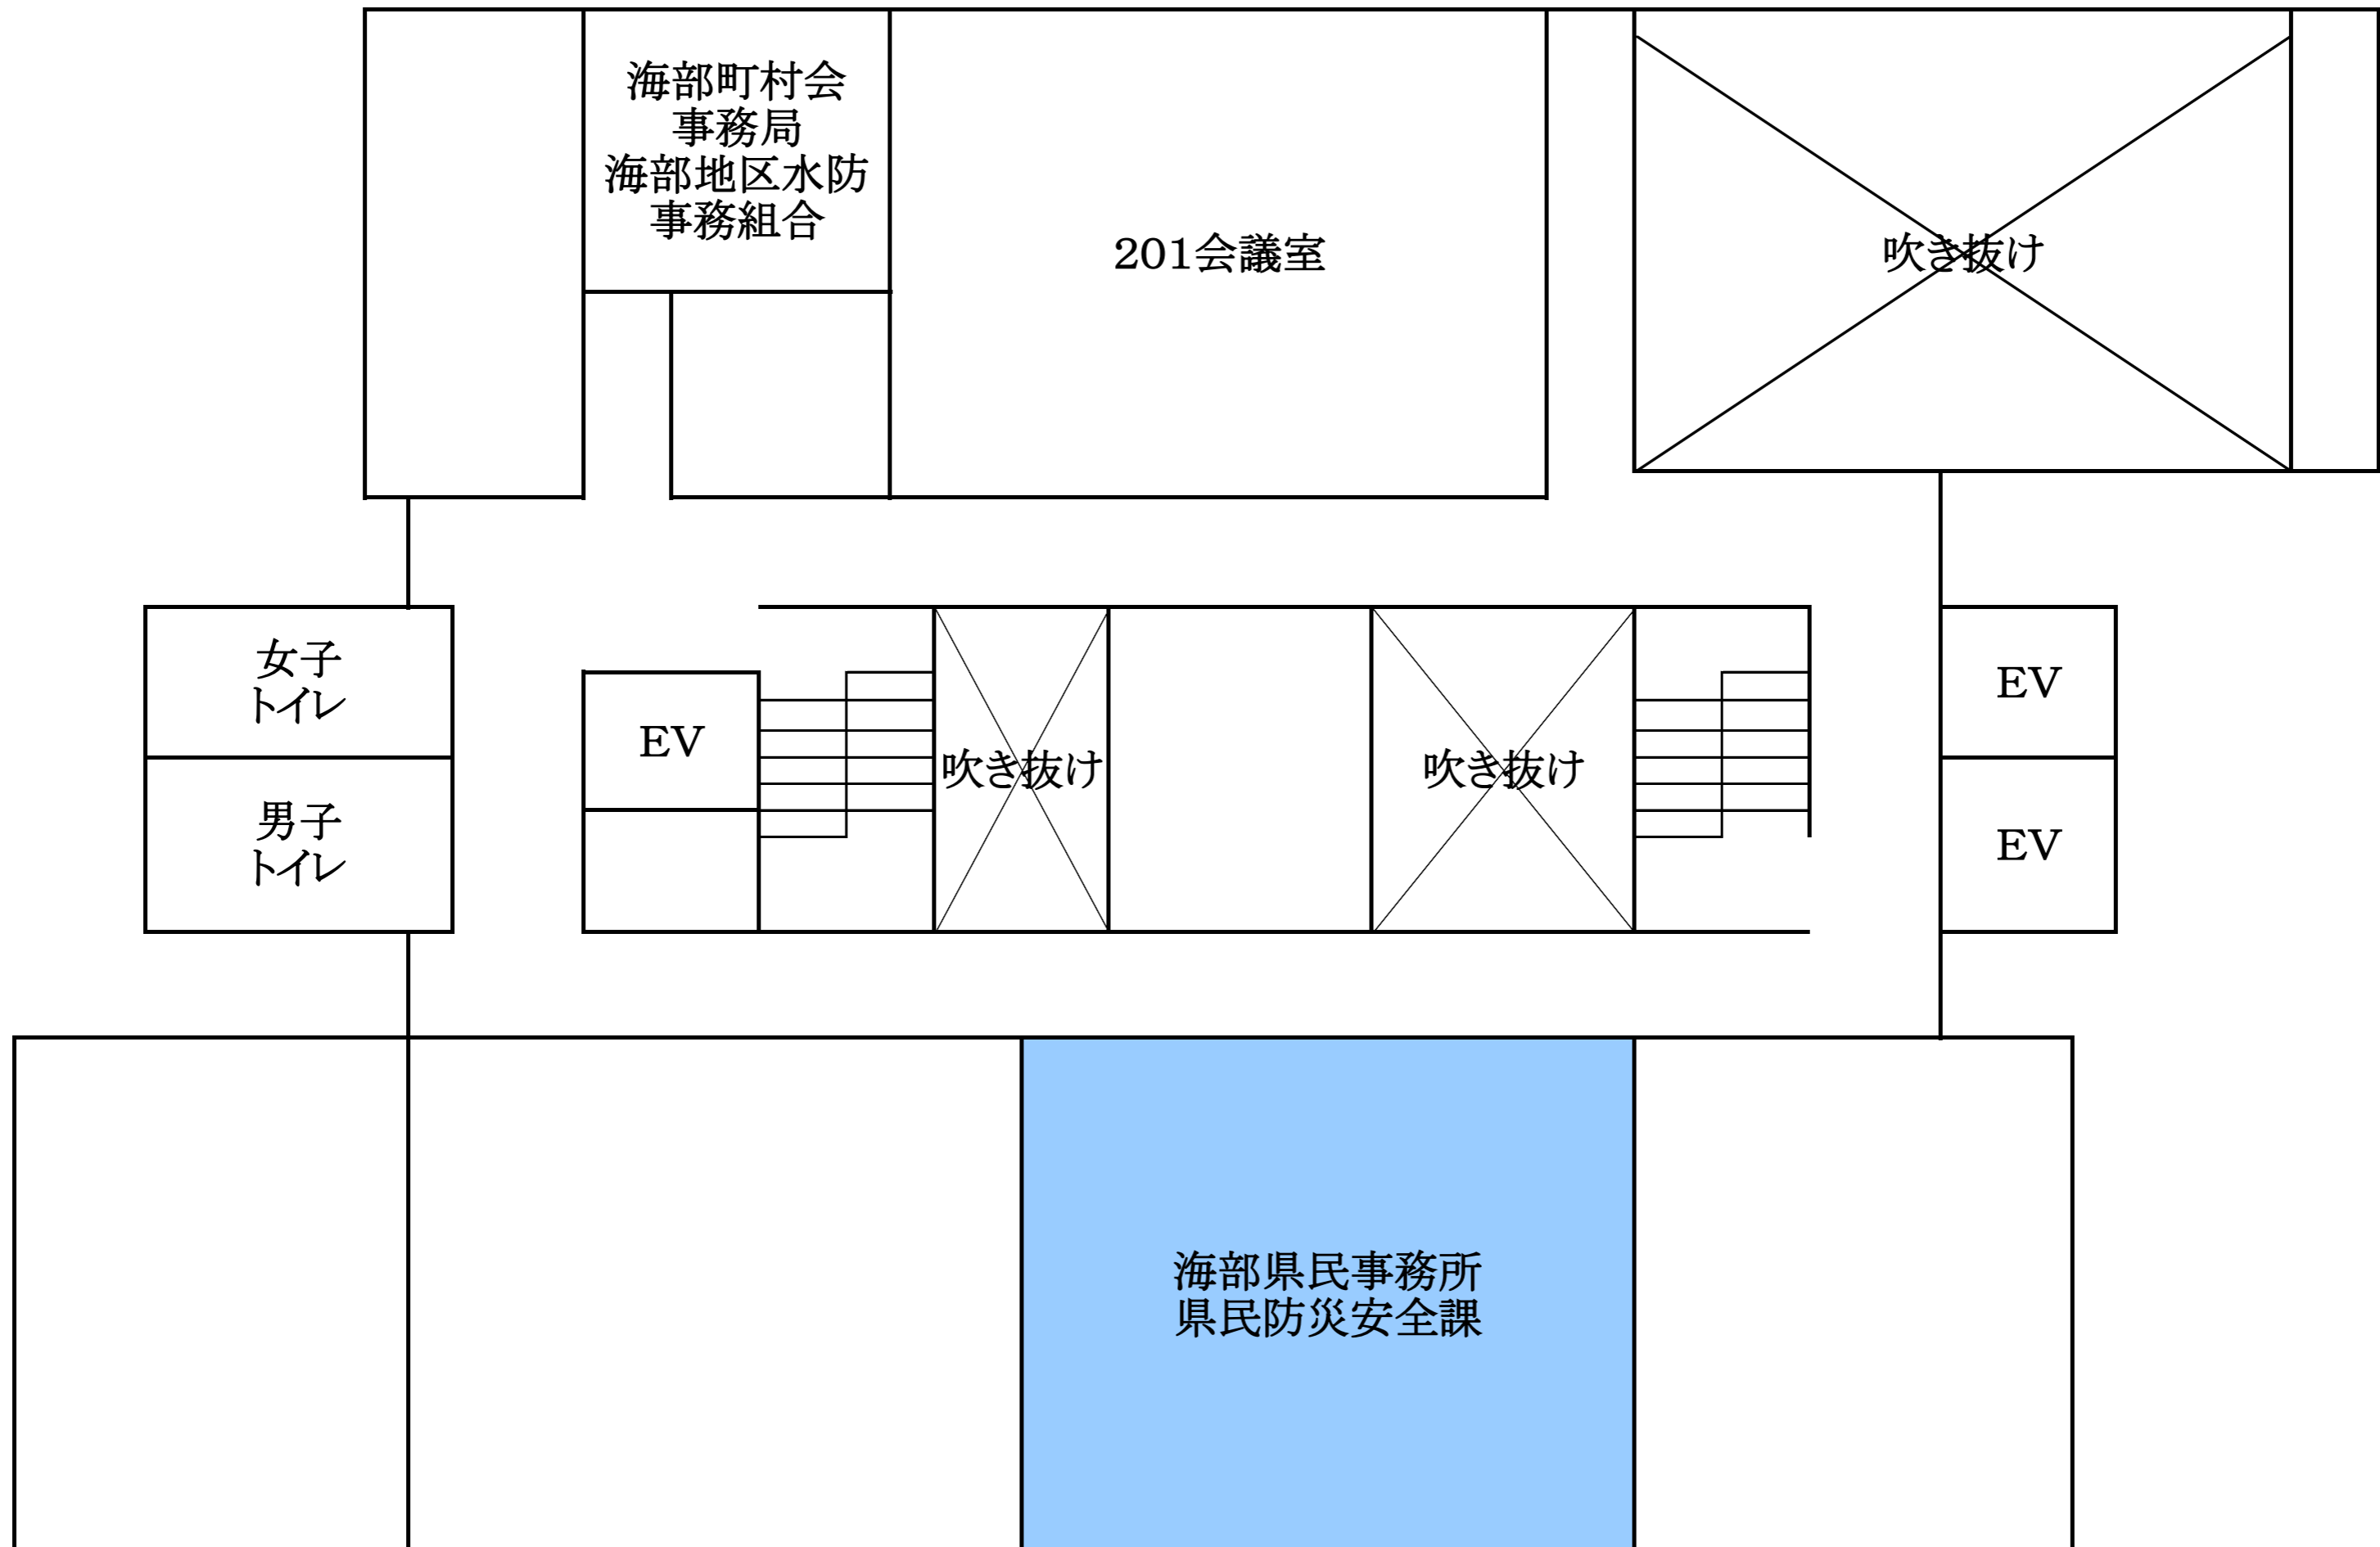 海部町村会
事務局
海部地区水防
事務組合
201会議室
吹き抜け
女子
トイレ
男子
トイレ
EV
吹き抜け
吹き抜け
EV
EV
海部県民事務所
県民防災安全課